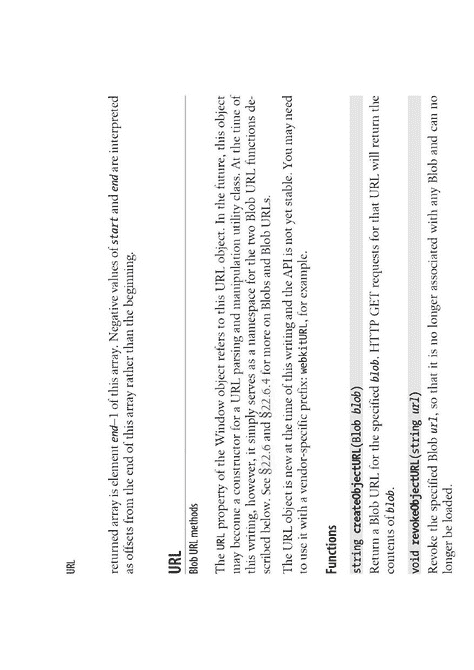 URL
returned array is element end−1 of this array. Negative values of start and end are interpreted
as offsets from the end of this array rather than the beginning.
URL
Blob URL methods
The URL property of the Window object refers to this URL object. In the future, this object
may become a constructor for a URL parsing and manipulation utility class. At the time of
this writing, however, it simply serves as a namespace for the two Blob URL functions de-
scribed below. See §22.6 and §22.6.4 for more on Blobs and Blob URLs.
The URL object is new at the time of this writing and the API is not yet stable. You may need
to use it with a vendor-specific prefix: webkitURL, for example.
Functions
string createObjectURL(Blob blob)
Return a Blob URL for the specified blob. HTTP GET requests for that URL will return the
contents of blob.
void revokeObjectURL(string url)
Revoke the specified Blob url, so that it is no longer associated with any Blob and can no
longer be loaded.